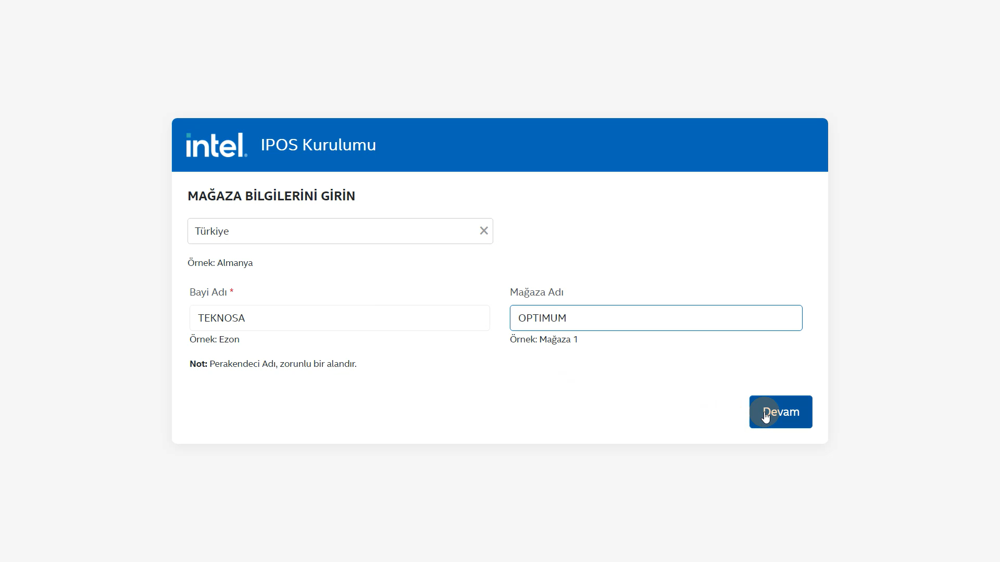 intel. IPOS Kurulumu
MAĞAZA BİLGİLERİNİ GİRİN
Türkiye
Örnek: Almanya
Bayi Adı * Mağaza Adı
TEKNOSA OPTIMUM
Örnek: Ezon Örnek: Mağaza 1
Not: Perakendeci Adı, zorunlu bir alandır.
Devam